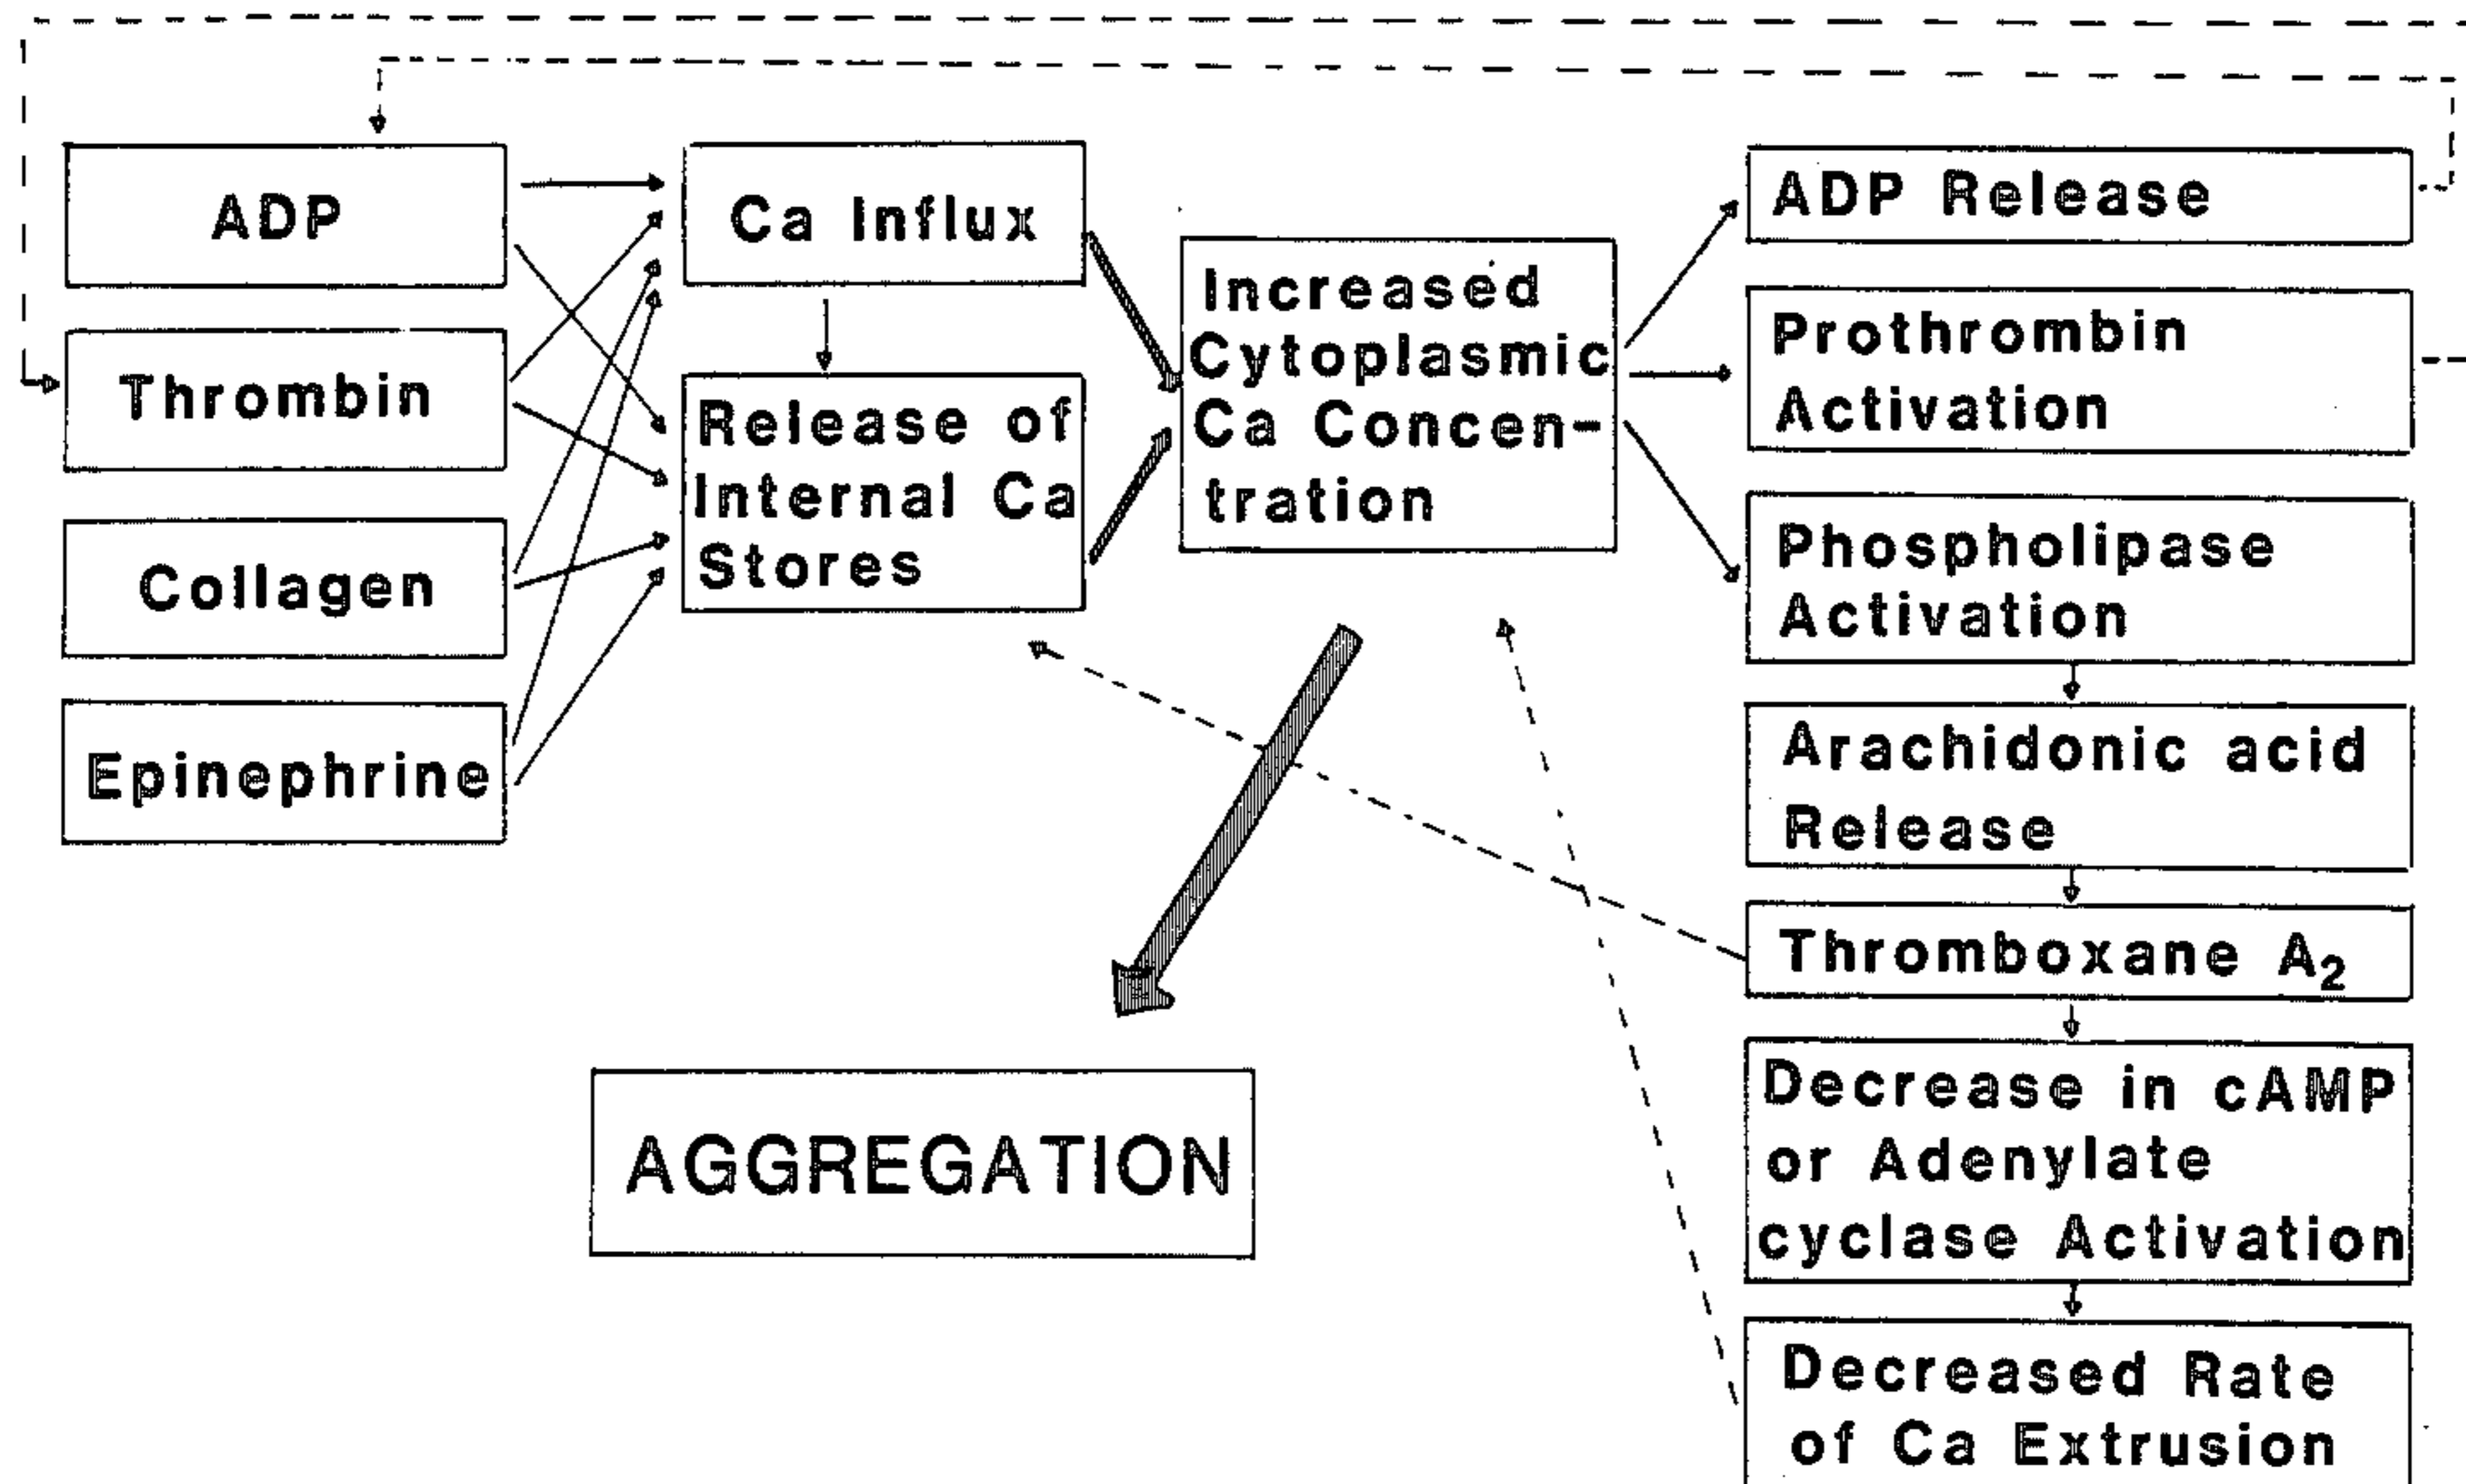 ADP
Thrombin
Collagen
Epinephrine
Ca Influx
Release of
Internal Ca
Stores
Increased
Cytoplasmic
Ca Concen-
tration
ADP Release
Prothrombin
Activation
Phospholipase
Activation
Arachidonic acid
Release
Thromboxane A₂
Decrease in cAMP
or Adenylate
cyclase Activation
Decreased Rate
of Ca Extrusion
AGGREGATION